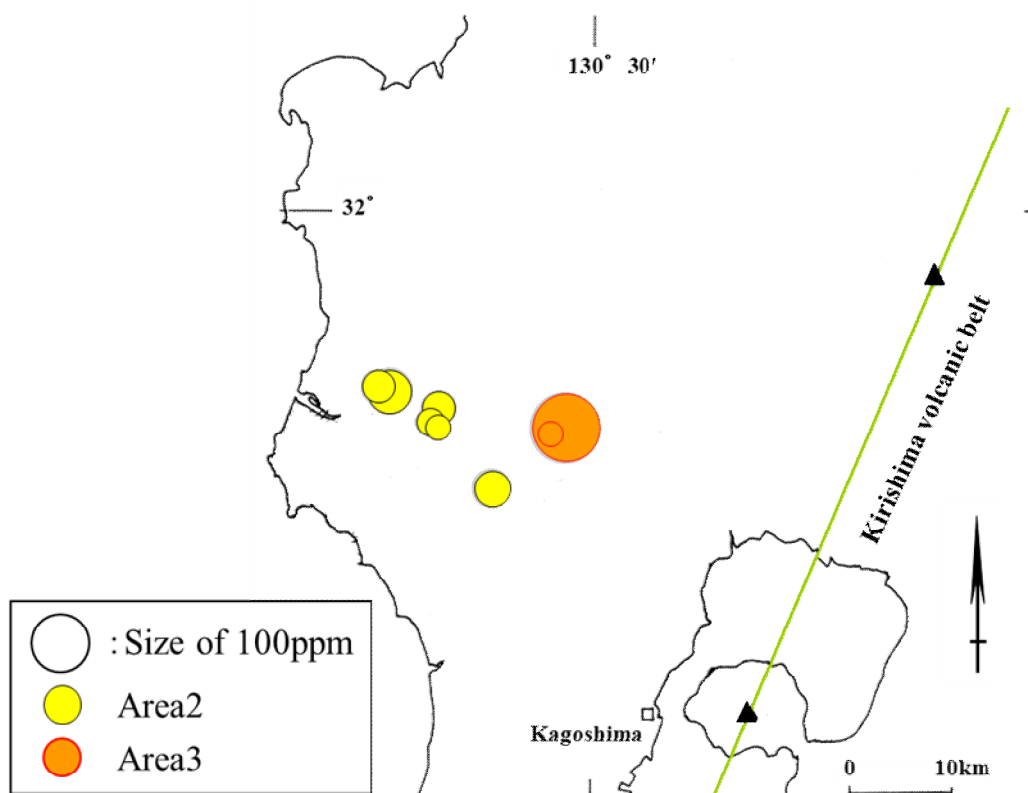 130° 30′
32°
Kirishima volcanic belt
: Size of 100ppm
Area2
Area3
Kagoshima
0 10km